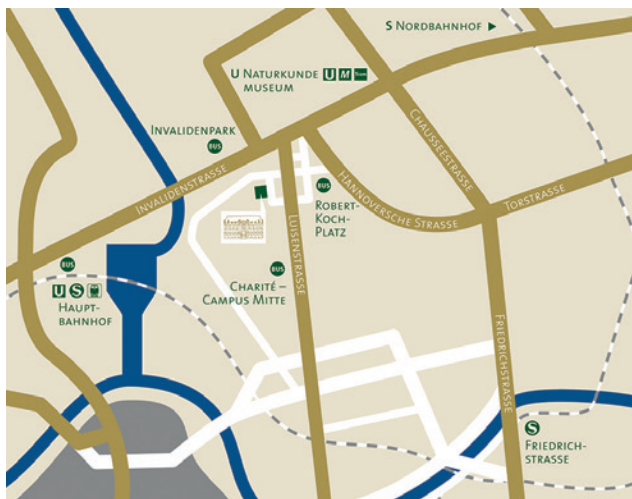 S NORDBAHNHOF
U NATURKUNDE U M Tram
MUSEUM
INVALIDENPARK
BUS
CHAUSSEESTRASSE
INVALIDENSTRASSE
HANNOVERSCHE STRASSE
TORSTRASSE
BUS
ROBERT-
KOCH-
PLATZ
LUISENSTRASSE
BUS
CHARITÉ –
CAMPUS MITTE
BUS
U S
HAUPT-
BAHNHOF
FRIEDRICHSTRASSE
S
FRIEDRICH-
STRASSE